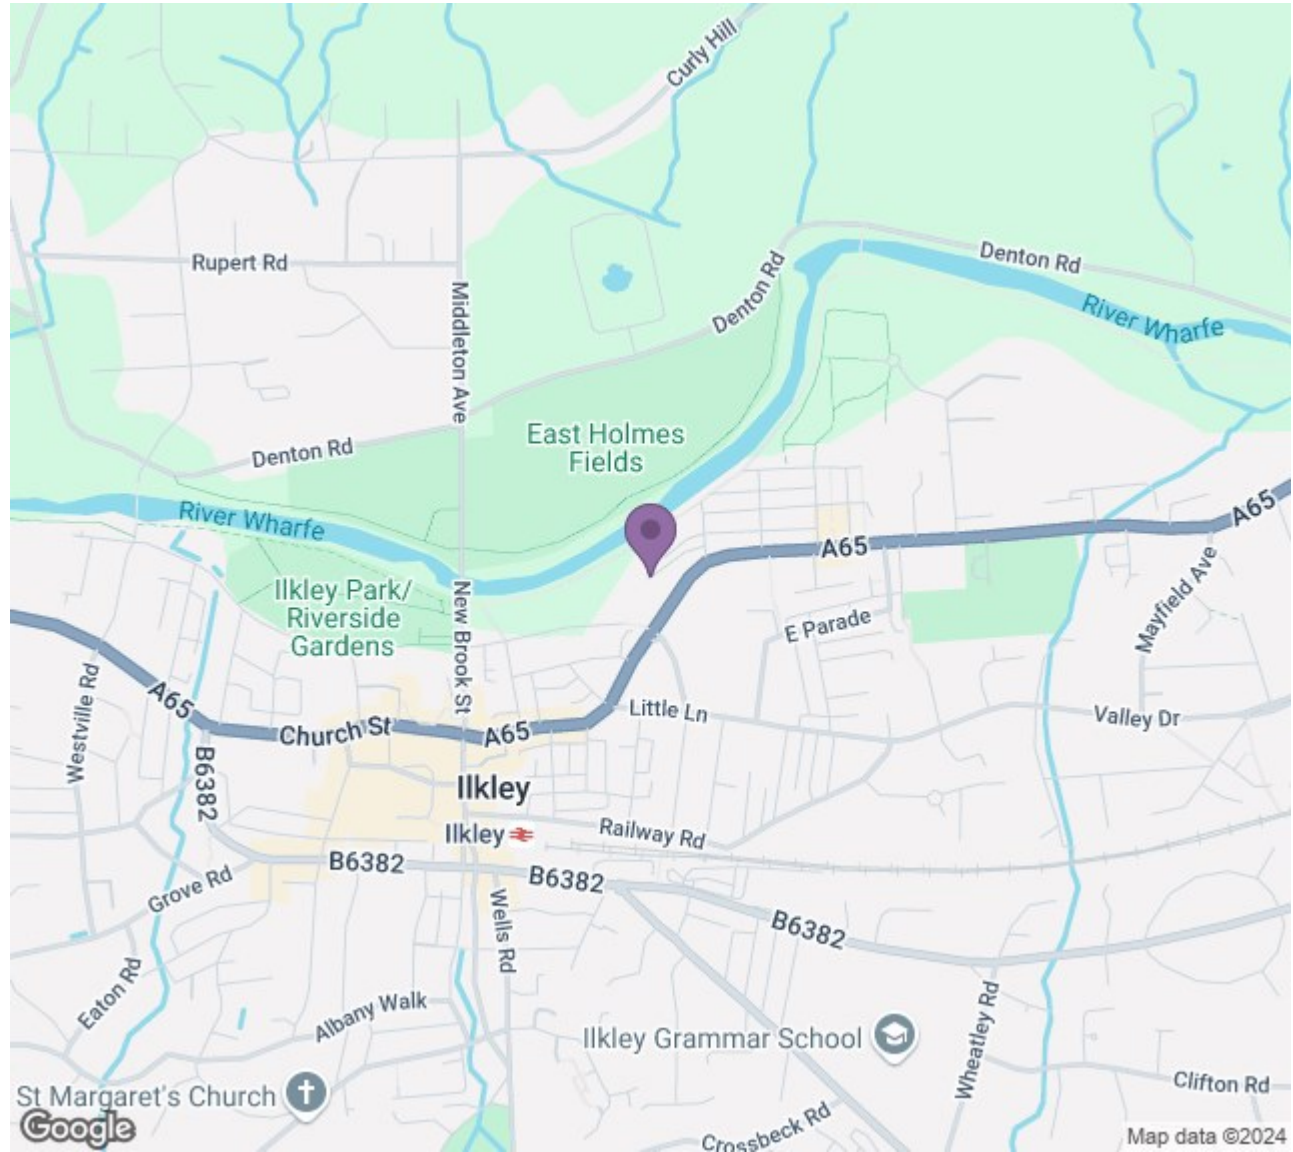 Curly Hill
Rupert Rd
Denton Rd
Denton Rd
River Wharfe
Middleton Ave
East Holmes
Fields
Denton Rd
River Wharfe
A65
A65
Ilkley Park/
Riverside
Gardens
New Brook St
E Parade
Mayfield Ave
Westville Rd
A65
Church St
A65
Little Ln
Valley Dr
B6382
Ilkley
Ilkley
Railway Rd
B6382
B6382
Grove Rd
Wells Rd
B6382
Eaton Rd
Albany Walk
Ilkley Grammar School
Wheatley Rd
St Margaret's Church
Clifton Rd
Google
Crossbeck Rd
Map data ©2024